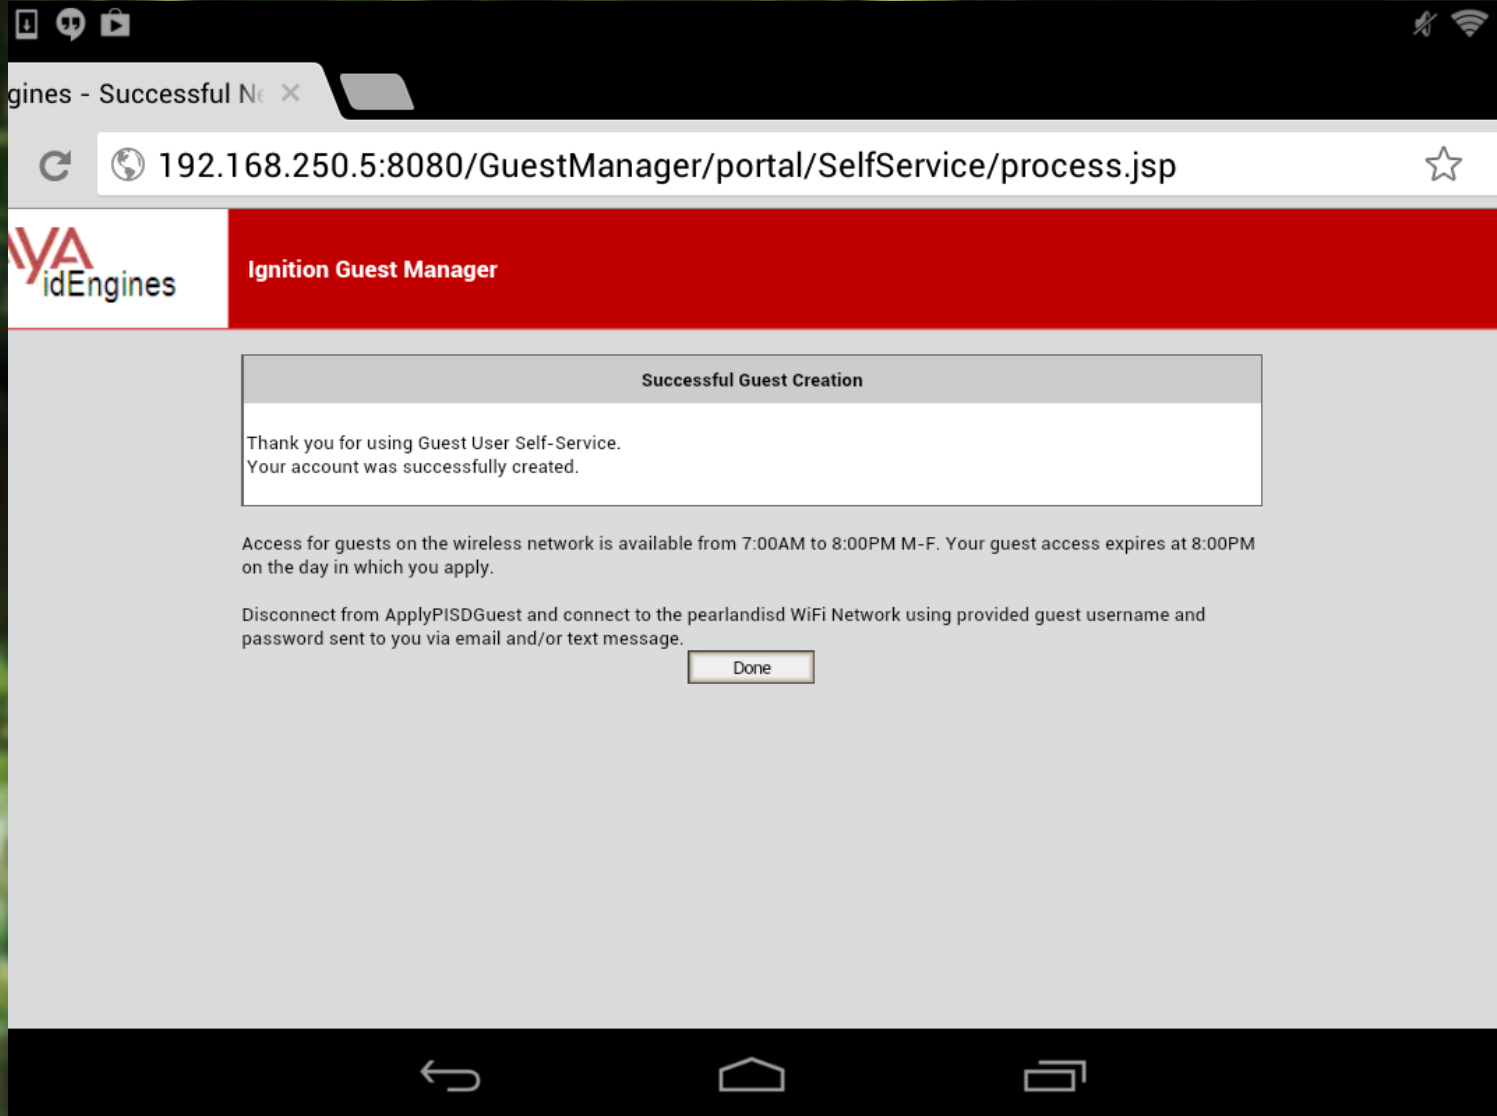 gines - Successful Ne
192.168.250.5:8080/GuestManager/portal/SelfService/process.jsp
AYA
idEngines
Ignition Guest Manager
Successful Guest Creation
Thank you for using Guest User Self-Service.
Your account was successfully created.
Access for guests on the wireless network is available from 7:00AM to 8:00PM M-F. Your guest access expires at 8:00PM
on the day in which you apply.
Disconnect from ApplyPISDGuest and connect to the pearlandisd WiFi Network using provided guest username and
password sent to you via email and/or text message.
Done